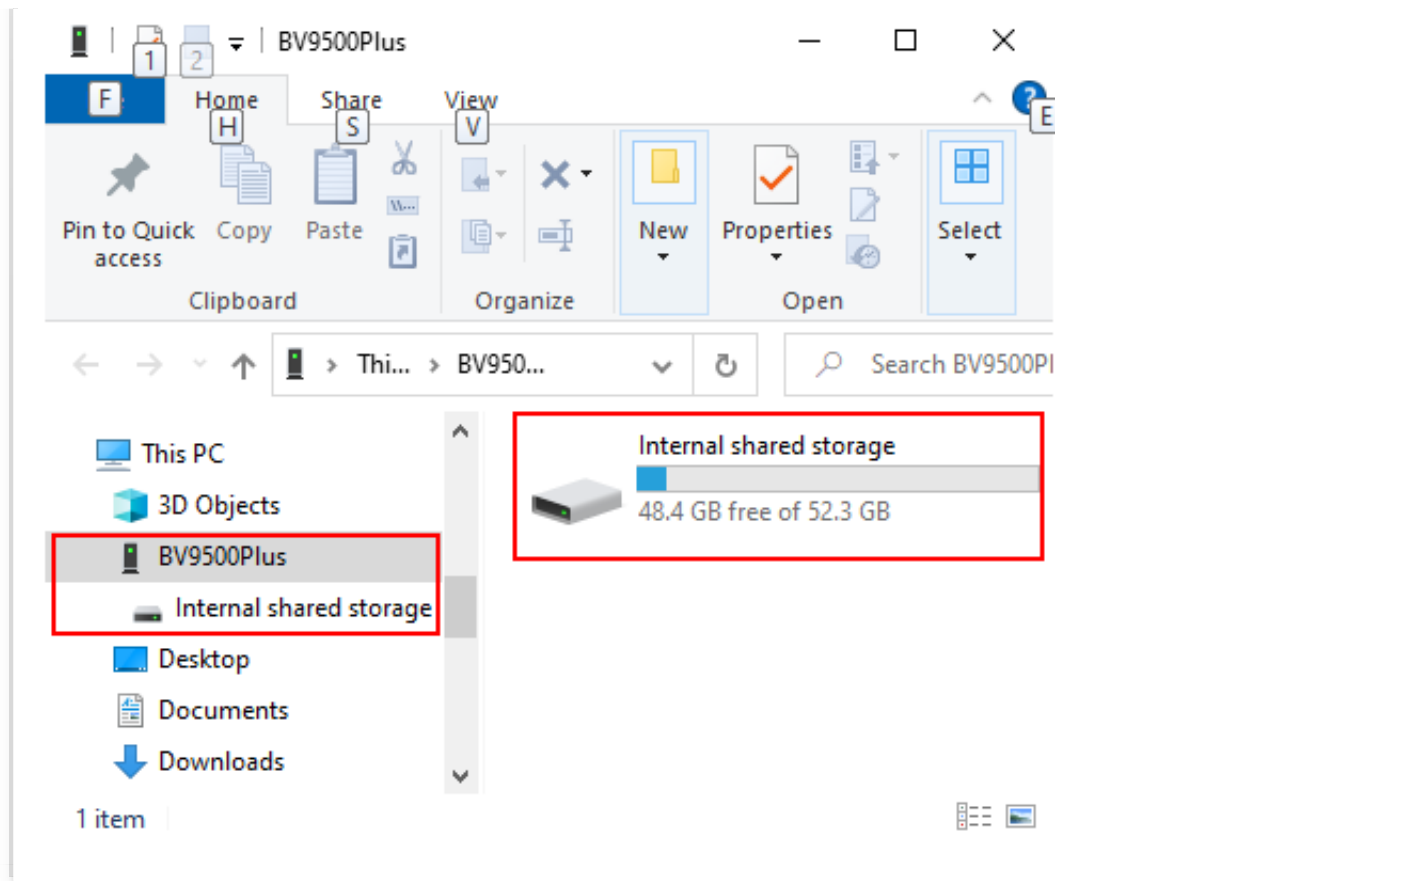 BV9500Plus
1
2
F
Home
Share
View
H
S
V
E
Pin to Quick
access
Copy
Paste
New
Properties
Select
Clipboard
Organize
Open
Thi...
BV950...
Search BV9500Pl
This PC
3D Objects
BV9500Plus
Internal shared storage
Desktop
Documents
Downloads
Internal shared storage
48.4 GB free of 52.3 GB
1 item